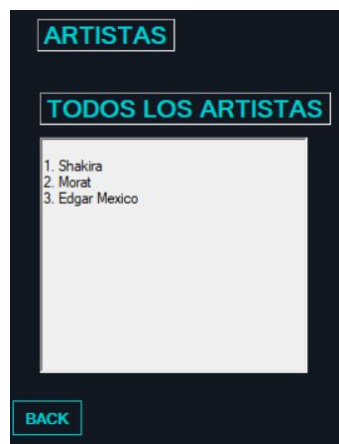 ARTISTAS
TODOS LOS ARTISTAS
1. Shakira
2. Morat
3. Edgar Mexico
BACK